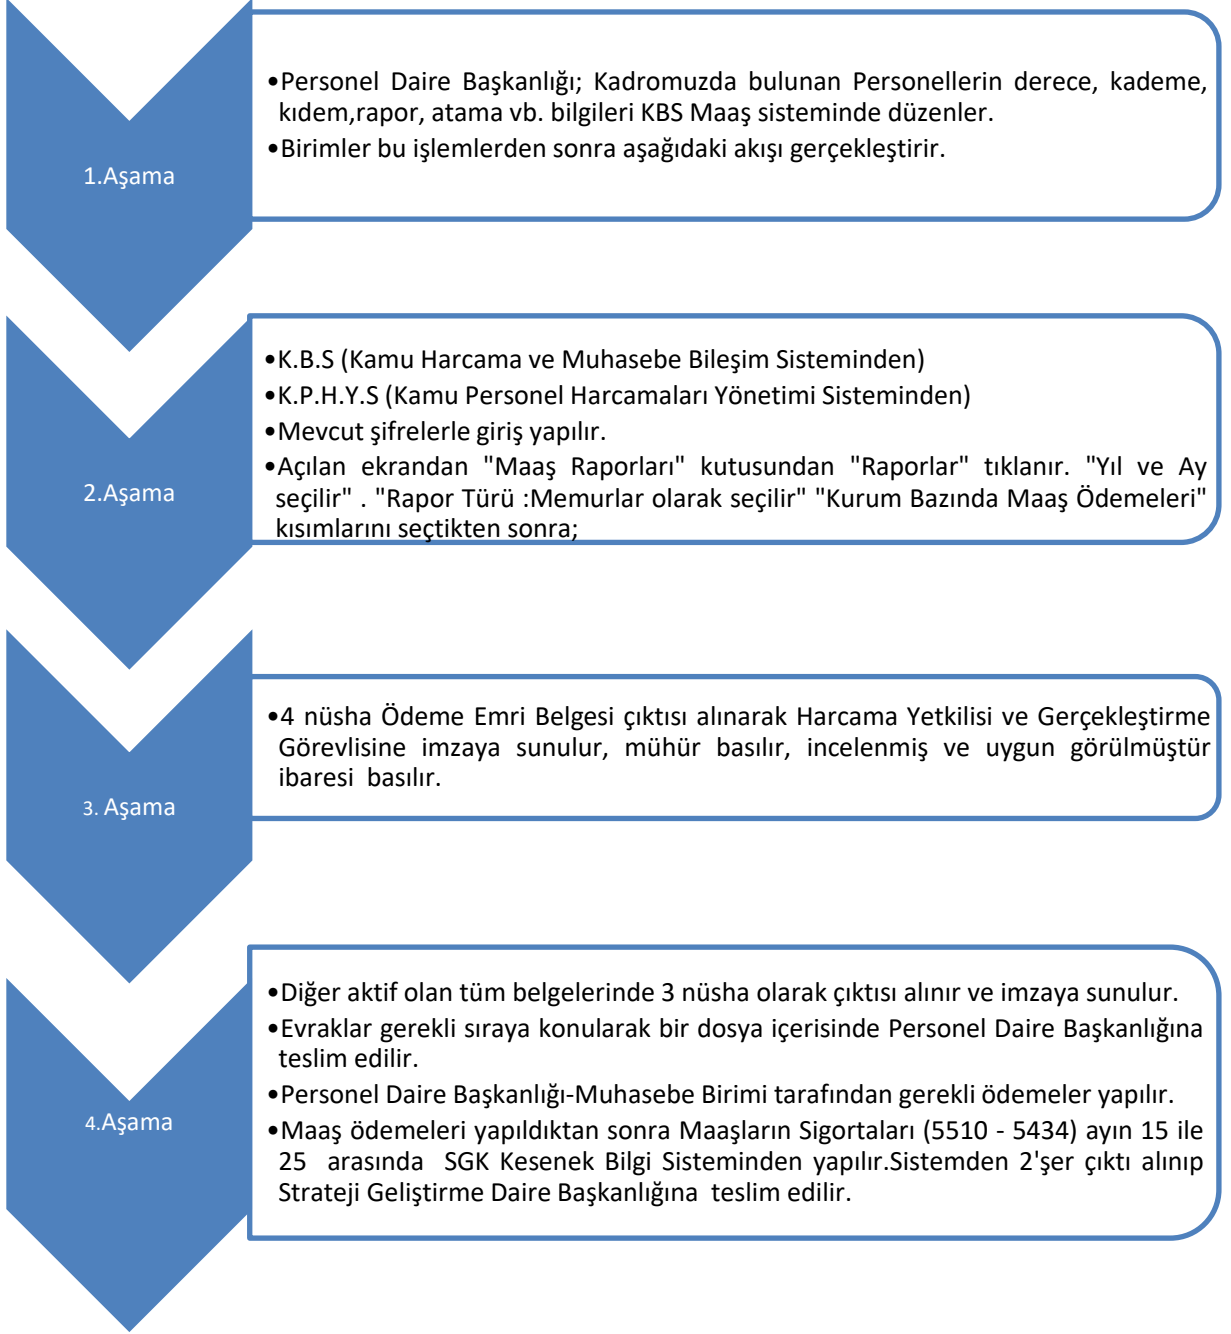 1.Aşama
•Personel Daire Başkanlığı; Kadromuzda bulunan Personellerin derece, kademe,
kıdem,rapor, atama vb. bilgileri KBS Maaş sisteminde düzenler.
•Birimler bu işlemlerden sonra aşağıdaki akışı gerçekleştirir.
2.Aşama
•K.B.S (Kamu Harcama ve Muhasebe Bileşim Sisteminden)
•K.P.H.Y.S (Kamu Personel Harcamaları Yönetimi Sisteminden)
•Mevcut şifrelerle giriş yapılır.
•Açılan ekrandan "Maaş Raporları" kutusundan "Raporlar" tıklanır. "Yıl ve Ay
seçilir" . "Rapor Türü :Memurlar olarak seçilir" "Kurum Bazında Maaş Ödemeleri"
kısımlarını seçtikten sonra;
3. Aşama
•4 nüsha Ödeme Emri Belgesi çıktısı alınarak Harcama Yetkilisi ve Gerçekleştirme
Görevlisine imzaya sunulur, mühür basılır, incelenmiş ve uygun görülmüştür
ibaresi basılır.
4.Aşama
•Diğer aktif olan tüm belgelerinde 3 nüsha olarak çıktısı alınır ve imzaya sunulur.
•Evraklar gerekli sıraya konularak bir dosya içerisinde Personel Daire Başkanlığına
teslim edilir.
•Personel Daire Başkanlığı-Muhasebe Birimi tarafından gerekli ödemeler yapılır.
•Maaş ödemeleri yapıldıktan sonra Maaşların Sigortaları (5510 - 5434) ayın 15 ile
25 arasında SGK Kesenek Bilgi Sisteminden yapılır.Sistemden 2'şer çıktı alınıp
Strateji Geliştirme Daire Başkanlığına teslim edilir.